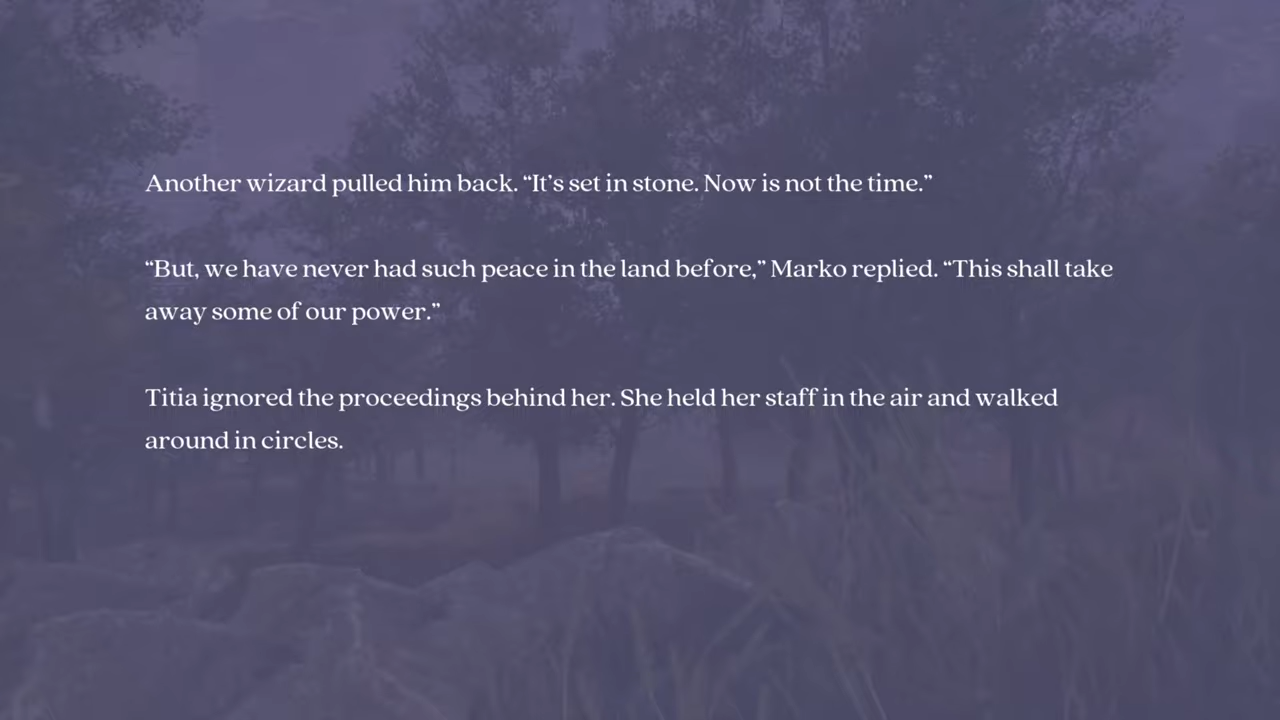 Another wizard pulled him back. “It’s set in stone. Now is not the time.”
“But, we have never had such peace in the land before,” Marko replied. “This shall take
away some of our power.”
Titia ignored the proceedings behind her. She held her staff in the air and walked
around in circles.